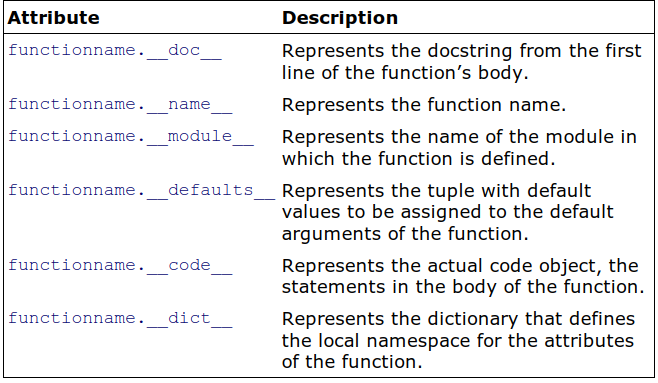 Attribute Description
functionname.__doc__ Represents the docstring from the first
line of the function’s body.
functionname.__name__ Represents the function name.
functionname.__module__ Represents the name of the module in
which the function is defined.
functionname.__defaults__ Represents the tuple with default
values to be assigned to the default
arguments of the function.
functionname.__code__ Represents the actual code object, the
statements in the body of the function.
functionname.__dict__ Represents the dictionary that defines
the local namespace for the attributes
of the function.